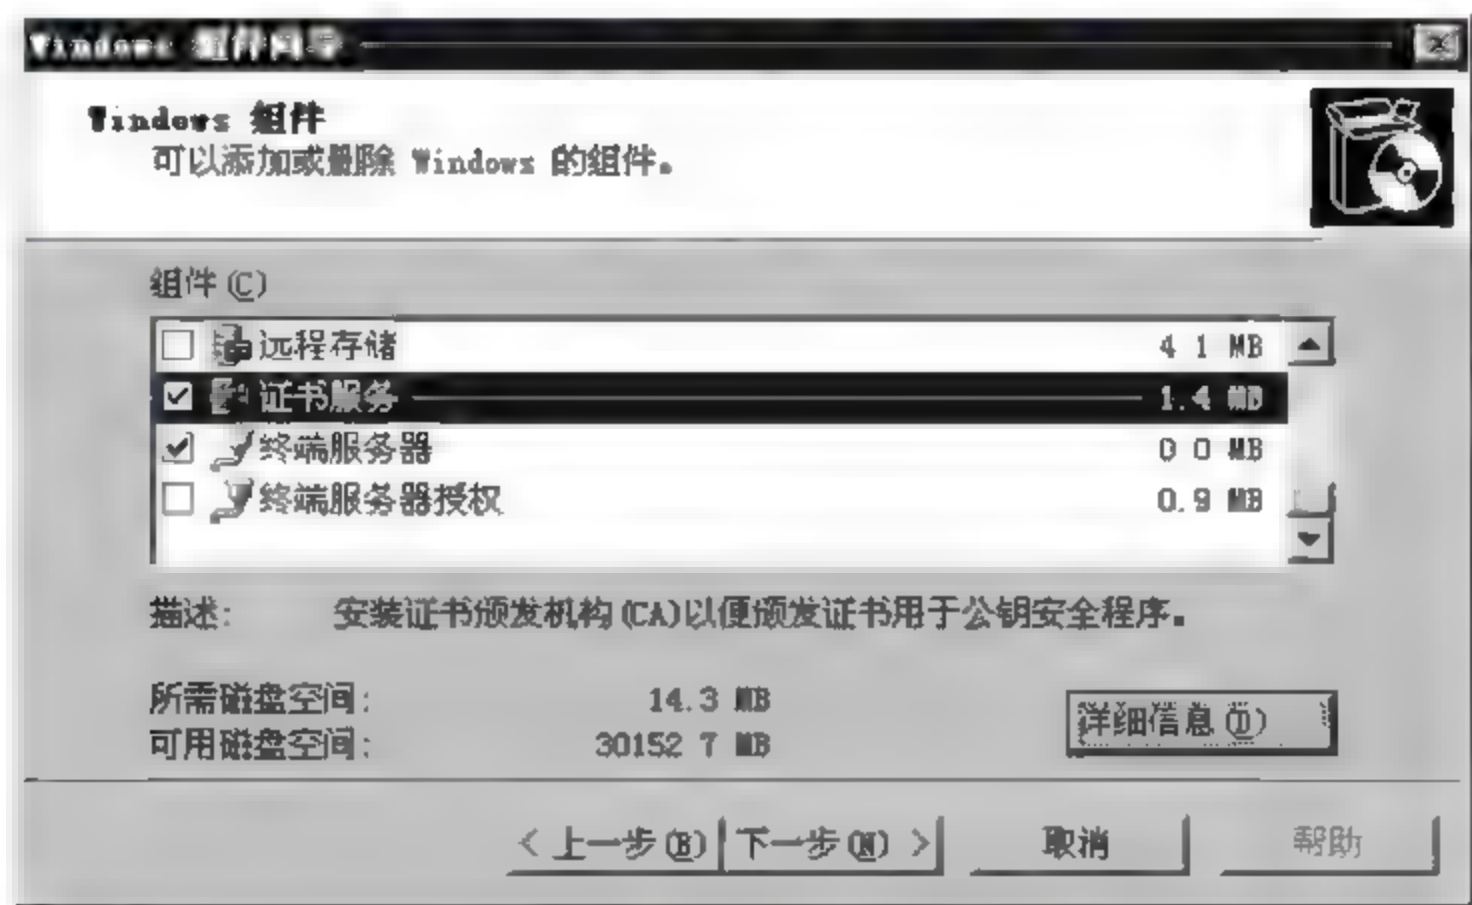 Windows 组件向导
Windows 组件
可以添加或删除 Windows 的组件。
组件(C)
远程存储 4 1 MB
证书服务 1.4 MB
终端服务器 0 0 MB
终端服务器授权 0.9 MB
描述: 安装证书颁发机构(CA)以便颁发证书用于公钥安全程序。
所需磁盘空间: 14.3 MB
可用磁盘空间: 30152 7 MB
详细信息(D)
< 上一步(B) 下一步(N) > 取消 帮助